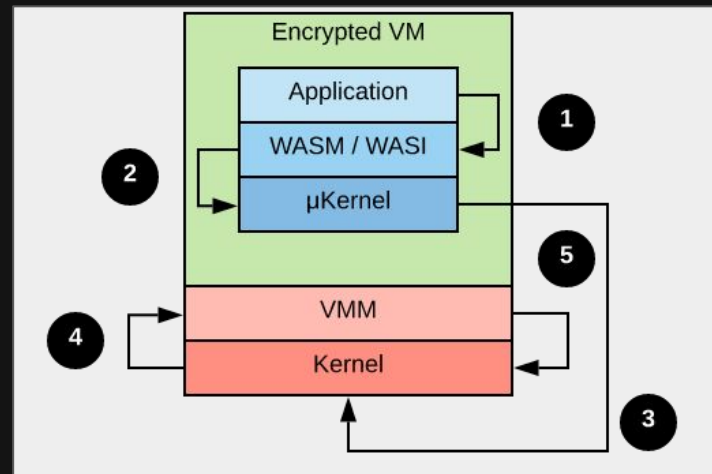 Encrypted VM
Application
1
WASM / WASI
2
μKernel
5
VMM
4
Kernel
3